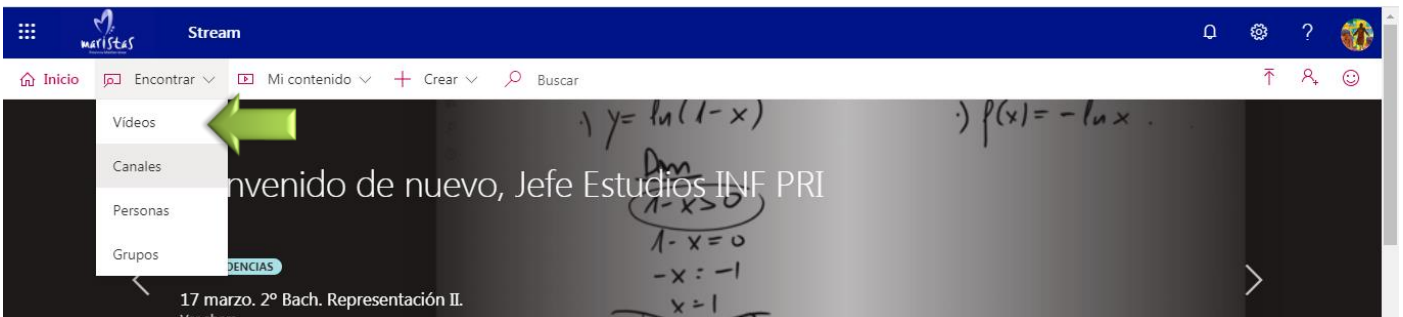 maristas
Stream
?
Inicio Encontrar Mi contenido Crear Buscar
Vídeos
Canales
Personas
Grupos
nvenido de nuevo, Jefe Estudios INF PRI
DENCIAS
17 marzo. 2º Bach. Representación II.
·) y= ln(1-x)
Dom
1-x>0
1-x=0
-x=-1
x=1
·) f(x)= -ln x.